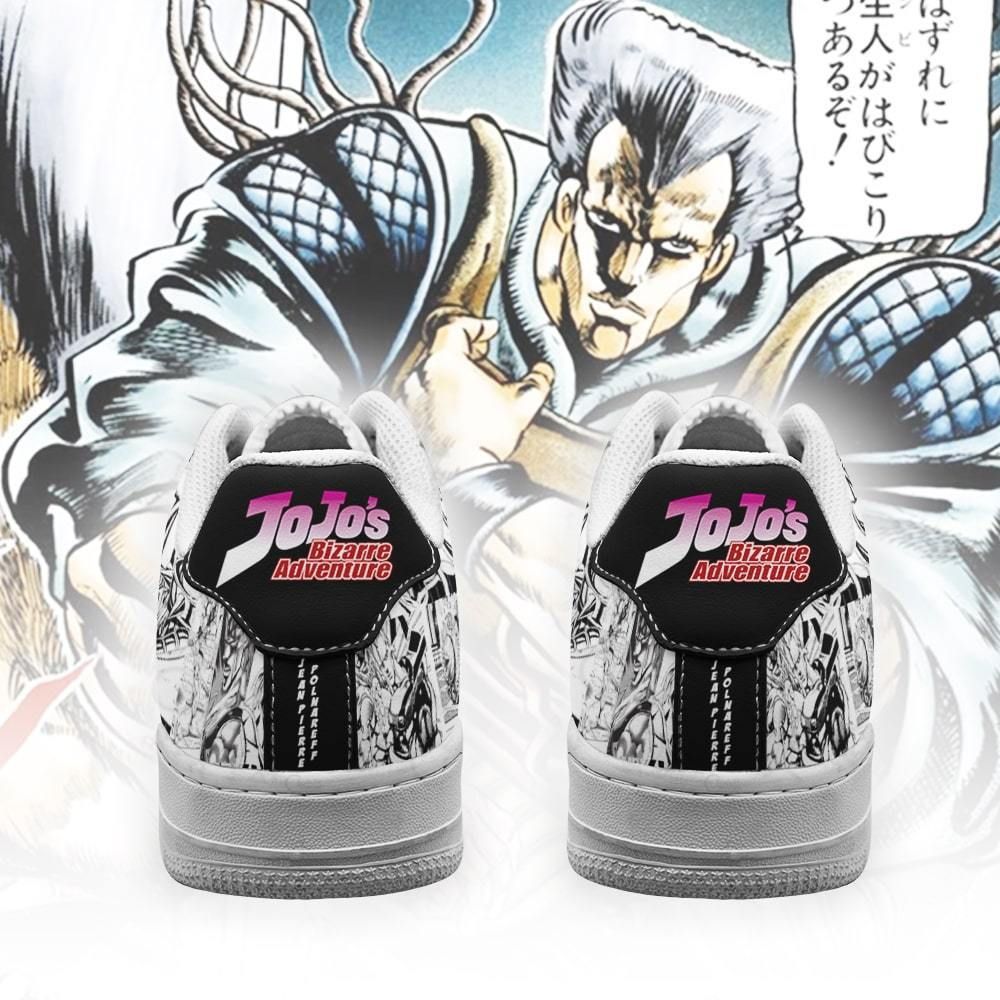 はずれに
生人がはびこり
つあるぞ!
JoJo's
Bizarre
Adventure
JEAN PIERRE
POLNAREFF
JoJo's
Bizarre
Adventure
JEAN PIERRE
POLNAREFF